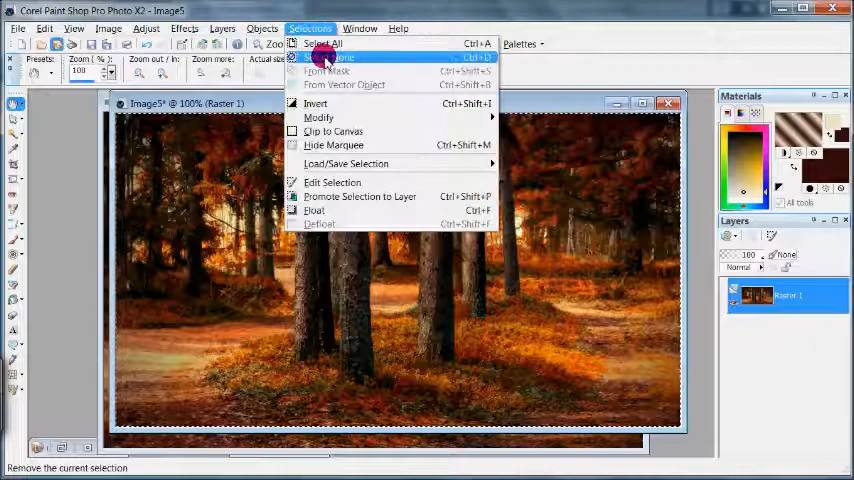 Corel Paint Shop Pro Photo X2 - Image5
File Edit View Image Adjust Effects Layers Objects Selections Window Help
Palettes
Presets: Zoom (%): Zoom out/in: Zoom more: Actual size
100
Select All Ctrl+A
Select None Ctrl+D
From Mask Ctrl+Shift+S
From Vector Object Ctrl+Shift+B
Invert Ctrl+Shift+I
Modify
Clip to Canvas
Hide Marquee Ctrl+Shift+M
Load/Save Selection
Edit Selection
Promote Selection to Layer Ctrl+Shift+P
Float Ctrl+F
Defloat Ctrl+Shift+F
Image5* @ 100% (Raster 1)
Materials
All tools
Layers
100 None
Normal
Raster 1
Remove the current selection